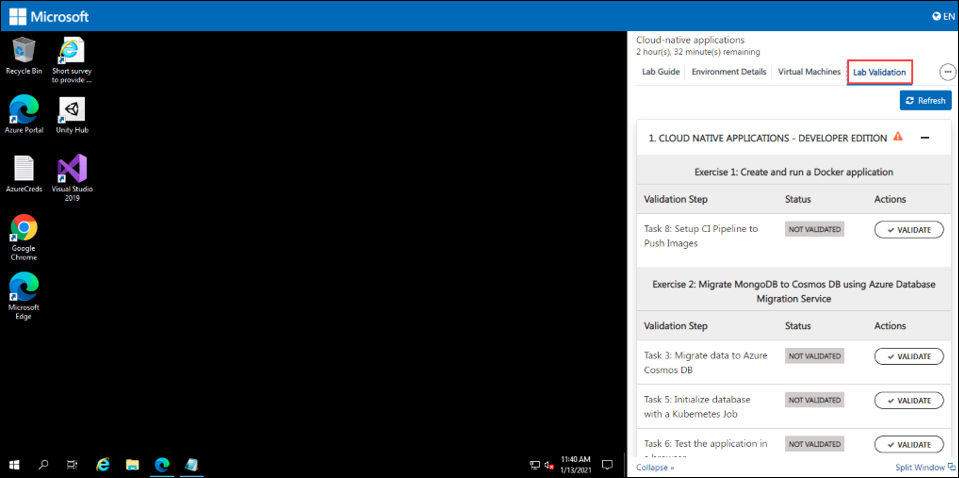 Microsoft
EN
Recycle Bin
Short survey
to provide ...
Azure Portal
Unity Hub
AzureCreds
Visual Studio
2019
Google
Chrome
Microsoft
Edge
11:40 AM
1/13/2021
Cloud-native applications
2 hour(s), 32 minute(s) remaining
Lab Guide
Environment Details
Virtual Machines
Lab Validation
Refresh
1. CLOUD NATIVE APPLICATIONS - DEVELOPER EDITION
Exercise 1: Create and run a Docker application
Validation Step Status Actions
Task 8: Setup CI Pipeline to
Push Images
NOT VALIDATED
VALIDATE
Exercise 2: Migrate MongoDB to Cosmos DB using Azure Database
Migration Service
Validation Step Status Actions
Task 3: Migrate data to Azure
Cosmos DB
NOT VALIDATED
VALIDATE
Task 5: Initialize database
with a Kubernetes Job
NOT VALIDATED
VALIDATE
Task 6: Test the application in
NOT VALIDATED
VALIDATE
Collapse »
Split Window